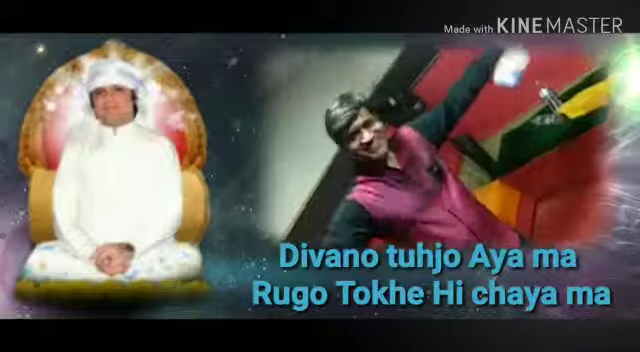 Made with KINEMASTER
Divano tuhjo Aya ma
Rugo Tokhe Hi chaya ma